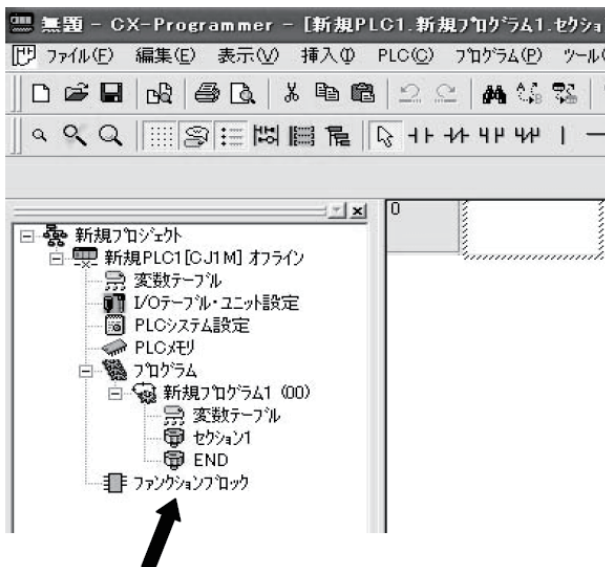 無題 - CX-Programmer - [新規PLC1.新規ﾌﾟﾛｸﾞﾗﾑ1.ｾｸｼｮ
ﾌｧｲﾙ(F) 編集(E) 表示(V) 挿入(I) PLC(C) ﾌﾟﾛｸﾞﾗﾑ(P) ﾂｰﾙ(
0
新規ﾌﾟﾛｼﾞｪｸﾄ
新規PLC1[CJ1M] ｵﾌﾗｲﾝ
変数ﾃｰﾌﾞﾙ
I/Oﾃｰﾌﾞﾙ・ﾕﾆｯﾄ設定
PLCｼｽﾃﾑ設定
PLCﾒﾓﾘ
ﾌﾟﾛｸﾞﾗﾑ
新規ﾌﾟﾛｸﾞﾗﾑ1 (00)
変数ﾃｰﾌﾞﾙ
ｾｸｼｮﾝ1
END
ﾌｧﾝｸｼｮﾝﾌﾞﾛｯｸ